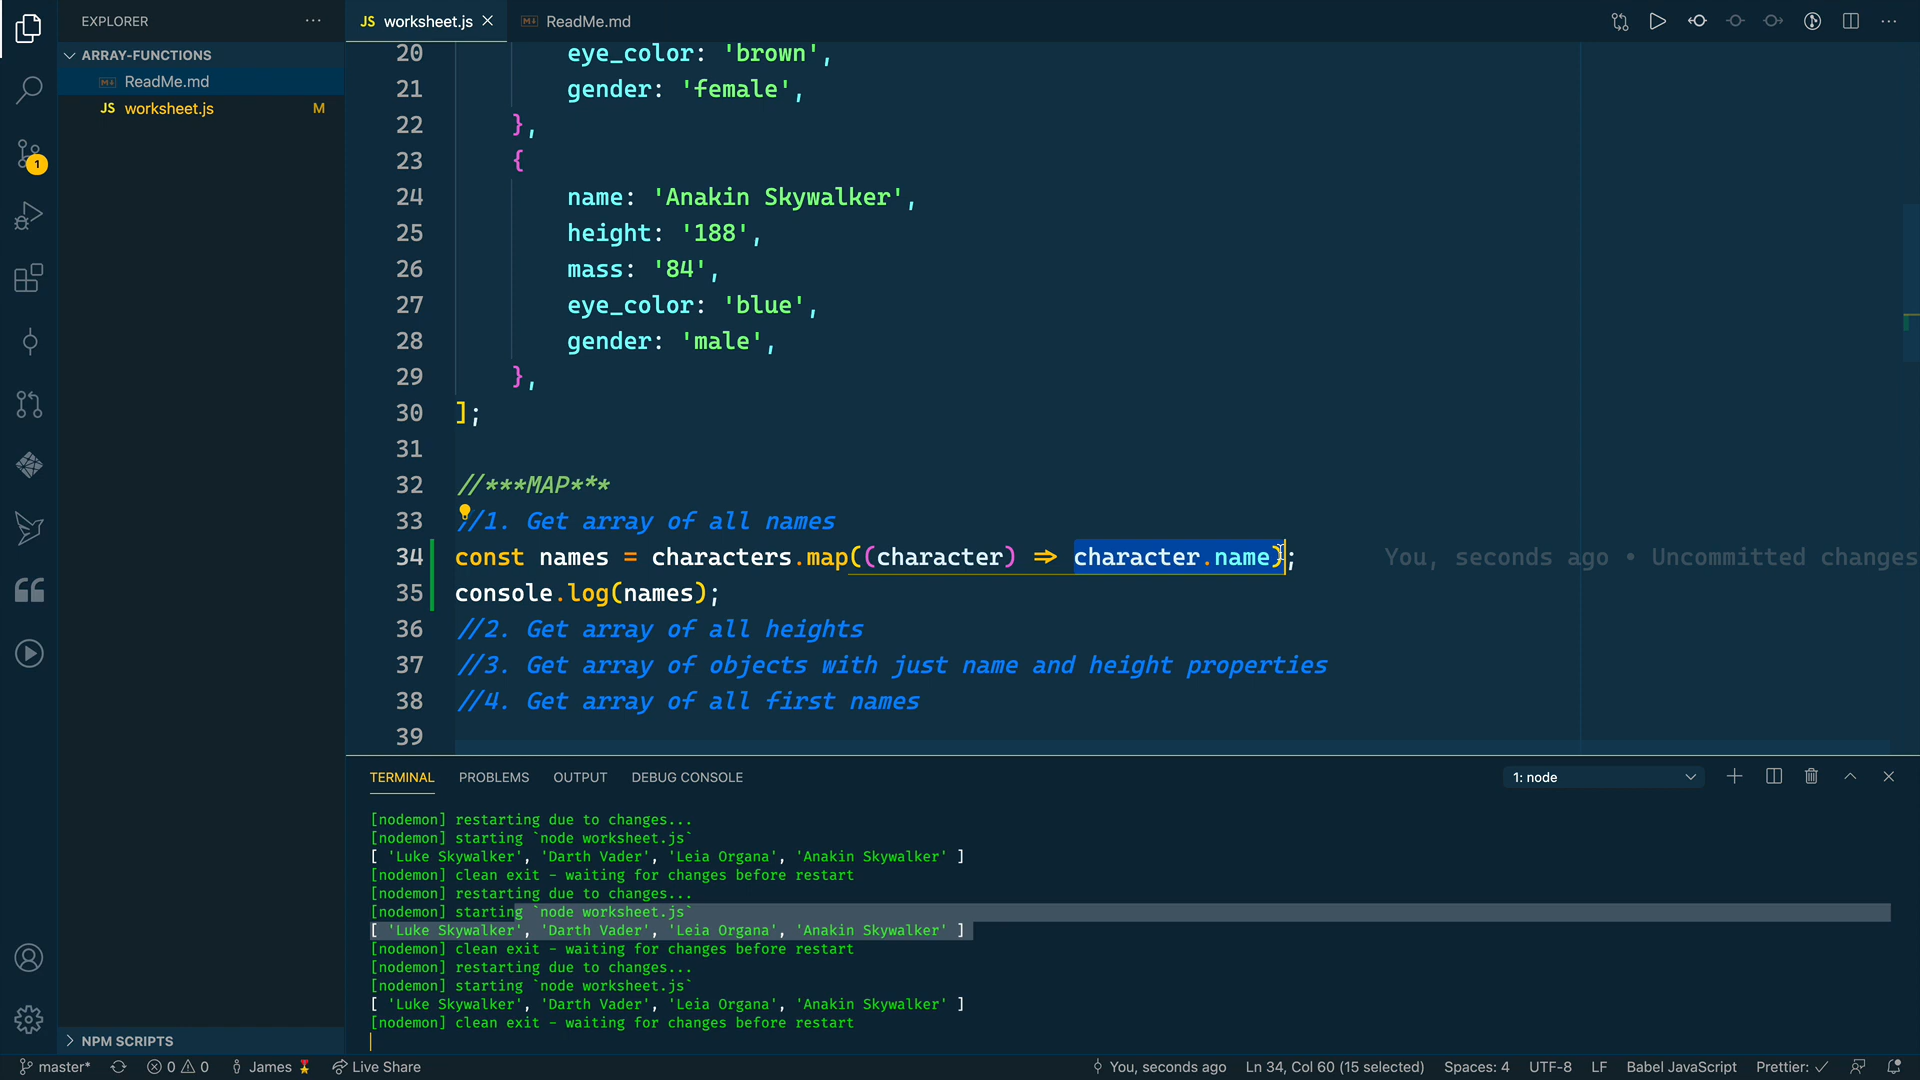 EXPLORER
ARRAY-FUNCTIONS
ReadMe.md
JS worksheet.js M
1
JS worksheet.js
ReadMe.md
20 eye_color: 'brown',
21 gender: 'female',
22 },
23 {
24 name: 'Anakin Skywalker',
25 height: '188',
26 mass: '84',
27 eye_color: 'blue',
28 gender: 'male',
29 },
30 ];
31
32 //***MAP***
33 //1. Get array of all names
34 const names = characters.map((character) => character.name); You, seconds ago • Uncommitted changes
35 console.log(names);
36 //2. Get array of all heights
37 //3. Get array of objects with just name and height properties
38 //4. Get array of all first names
39
TERMINAL PROBLEMS OUTPUT DEBUG CONSOLE 1: node
[nodemon] restarting due to changes...
[nodemon] starting `node worksheet.js`
[ 'Luke Skywalker', 'Darth Vader', 'Leia Organa', 'Anakin Skywalker' ]
[nodemon] clean exit - waiting for changes before restart
[nodemon] restarting due to changes...
[nodemon] starting `node worksheet.js`
[ 'Luke Skywalker', 'Darth Vader', 'Leia Organa', 'Anakin Skywalker' ]
[nodemon] clean exit - waiting for changes before restart
[nodemon] restarting due to changes...
[nodemon] starting `node worksheet.js`
[ 'Luke Skywalker', 'Darth Vader', 'Leia Organa', 'Anakin Skywalker' ]
[nodemon] clean exit - waiting for changes before restart
NPM SCRIPTS
master* 0 0 James Live Share You, seconds ago Ln 34, Col 60 (15 selected) Spaces: 4 UTF-8 LF Babel JavaScript Prettier: ✓